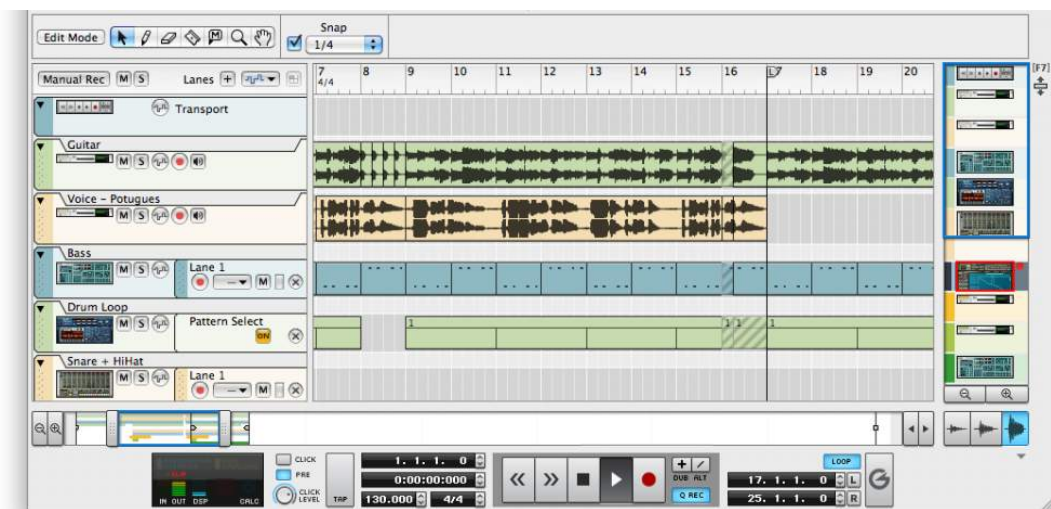 Edit Mode
Snap
1/4
Manual Rec M S Lanes +
7 8 9 10 11 12 13 14 15 16 L7 18 19 20
4/4
[F7]
Transport
Guitar
M S
Voice – Potugues
M S
Bass
M S Lane 1
M
Drum Loop
M S Pattern Select
ON
1 1 1 1
Snare + HiHat
M S Lane 1
M
CLICK
PRE
CLICK LEVEL
TAP
IN OUT DSP CALC
1. 1. 1. 0
0:00:00:000
130.000 4/4
DUB ALT
Q REC
LOOP
17. 1. 1. 0 L
25. 1. 1. 0 R